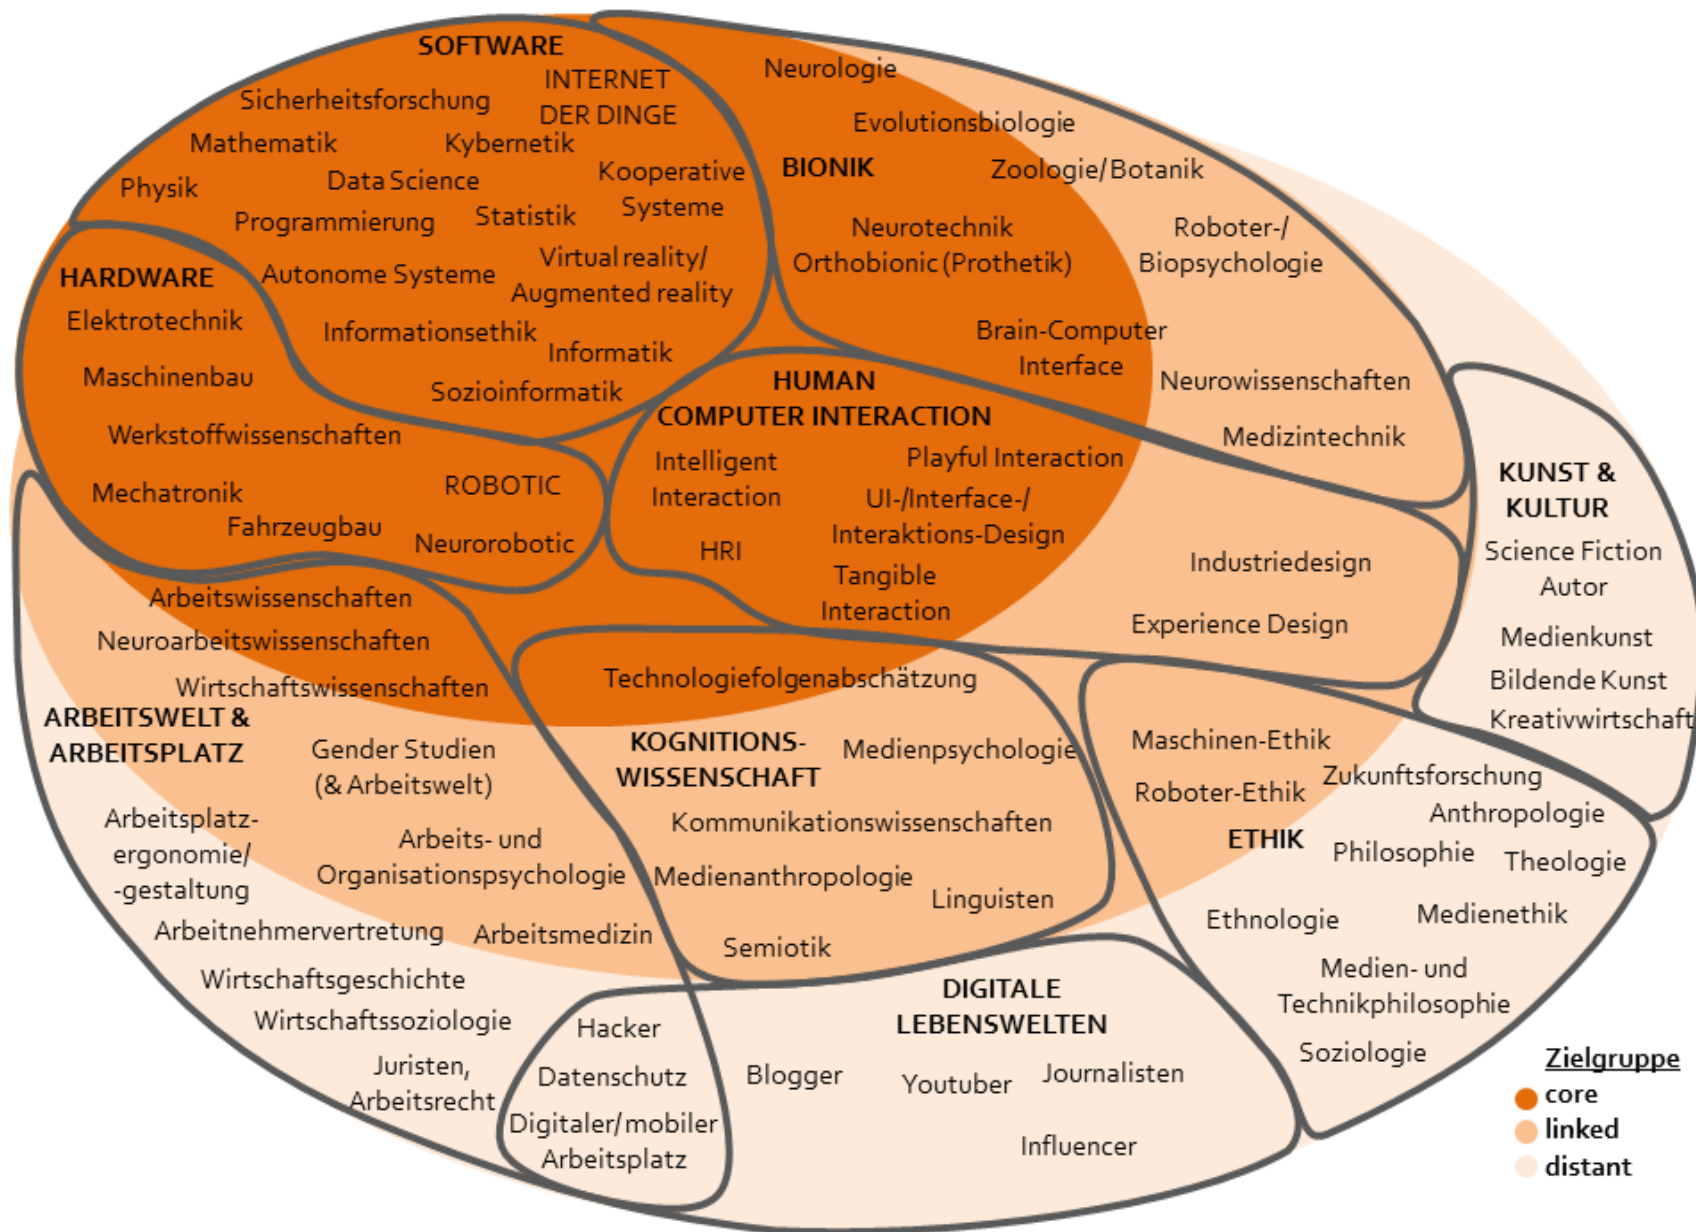 SOFTWARE
INTERNET
DER DINGE
Sicherheitsforschung
Mathematik
Kybernetik
Physik
Data Science
Kooperative
Systeme
Programmierung
Statistik
Autonome Systeme
Virtual reality/
Augmented reality
Informationsethik
Informatik
Sozioinformatik
HARDWARE
Elektrotechnik
Maschinenbau
Werkstoffwissenschaften
Mechatronik
ROBOTIC
Fahrzeugbau
Neurorobotic
Neurologie
Evolutionsbiologie
BIONIK
Zoologie/Botanik
Neurotechnik
Orthobionic (Prothetik)
Roboter-/
Biopsychologie
Brain-Computer
Interface
Neurowissenschaften
Medizintechnik
HUMAN
COMPUTER INTERACTION
Intelligent
Interaction
Playful Interaction
UI-/Interface-/
Interaktions-Design
HRI
Tangible
Interaction
Industriedesign
Experience Design
KUNST &
KULTUR
Science Fiction
Autor
Medienkunst
Bildende Kunst
Kreativwirtschaft
Arbeitswissenschaften
Neuroarbeitswissenschaften
Wirtschaftswissenschaften
ARBEITSWELT &
ARBEITSPLATZ
Gender Studien
(& Arbeitswelt)
Arbeitsplatz-
ergonomie/
-gestaltung
Arbeits- und
Organisationspsychologie
Arbeitnehmervertretung
Arbeitsmedizin
Wirtschaftsgeschichte
Wirtschaftssoziologie
Juristen,
Arbeitsrecht
Hacker
Datenschutz
Digitaler/mobiler
Arbeitsplatz
Technologiefolgenabschätzung
KOGNITIONS-
WISSENSCHAFT
Medienpsychologie
Kommunikationswissenschaften
Medienanthropologie
Linguisten
Semiotik
DIGITALE
LEBENSWELTEN
Blogger
Youtuber
Journalisten
Influencer
Maschinen-Ethik
Roboter-Ethik
Zukunftsforschung
Anthropologie
ETHIK
Philosophie
Theologie
Ethnologie
Medienethik
Medien- und
Technikphilosophie
Soziologie
Zielgruppe
core
linked
distant